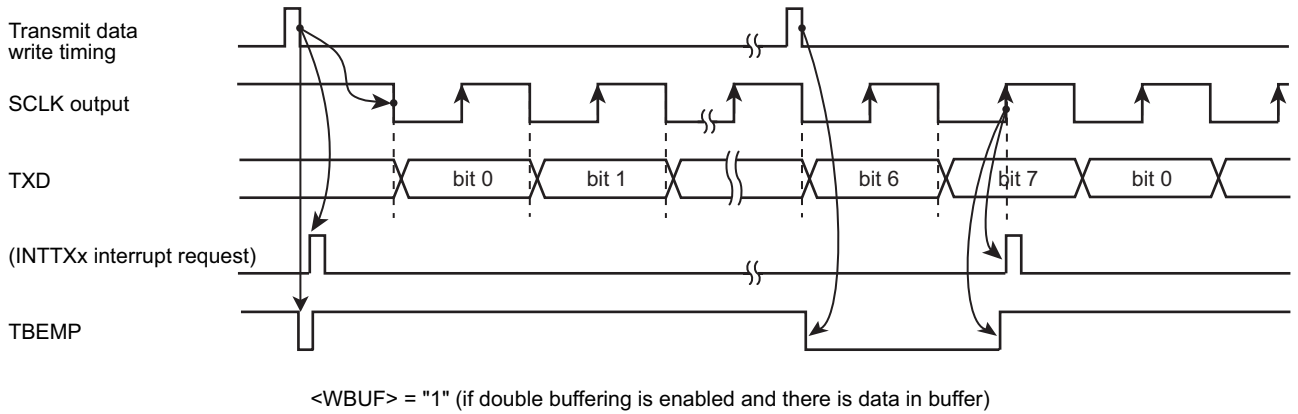 Transmit data
write timing
SCLK output
TXD
bit 0
bit 1
bit 6
bit 7
bit 0
(INTTXx interrupt request)
TBEMP
<WBUF> = "1" (if double buffering is enabled and there is data in buffer)